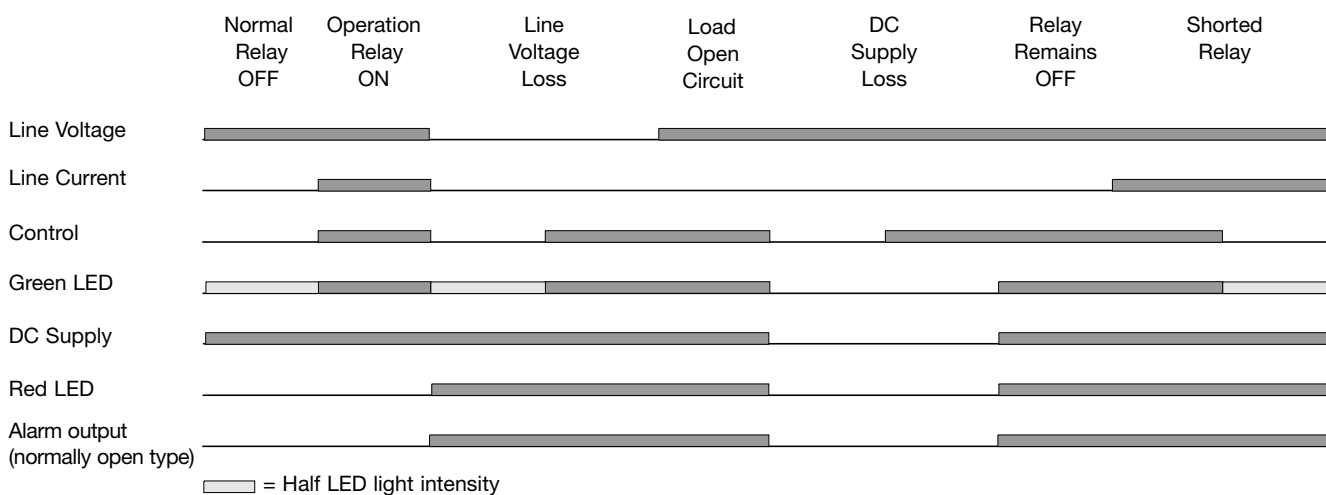 Normal Relay OFF
Operation Relay ON
Line Voltage Loss
Load Open Circuit
DC Supply Loss
Relay Remains OFF
Shorted Relay
Line Voltage
Line Current
Control
Green LED
DC Supply
Red LED
Alarm output
(normally open type)
= Half LED light intensity